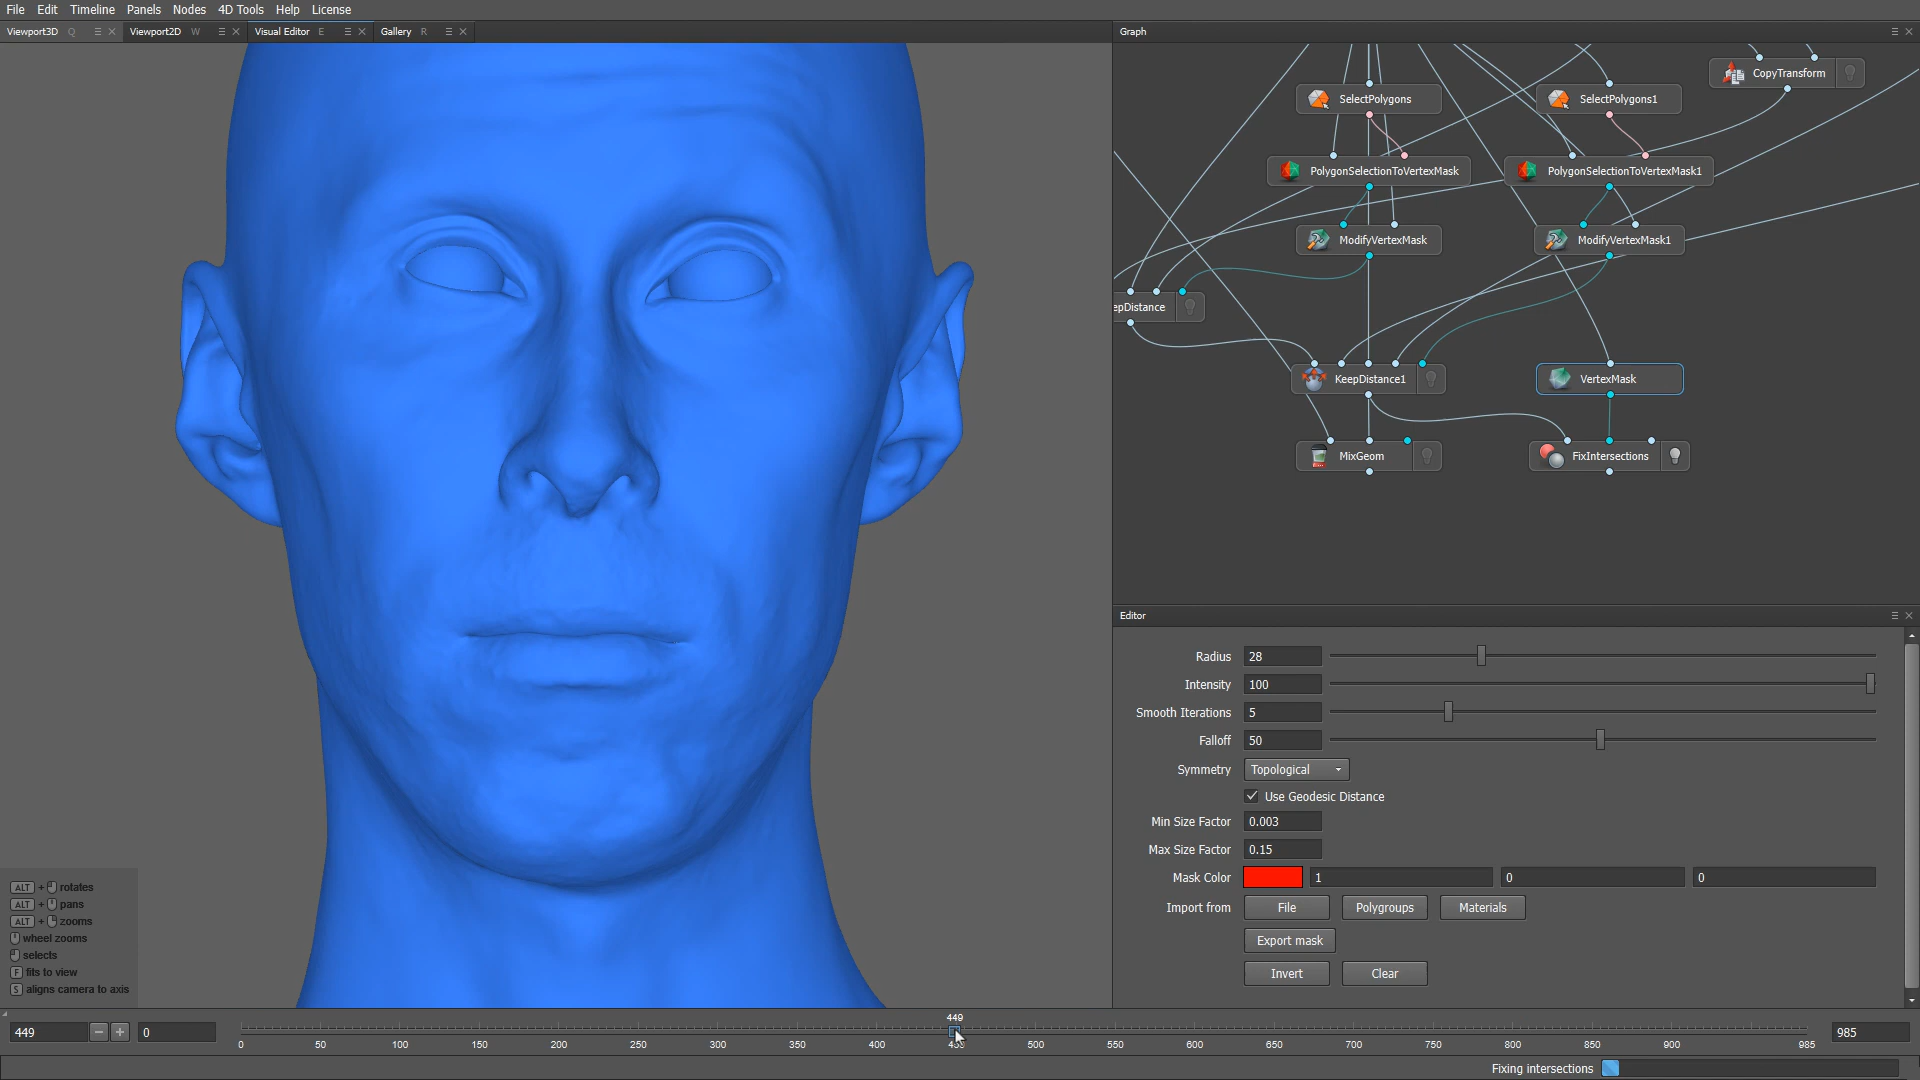 File Edit Timeline Panels Nodes 4D Tools Help License
Viewport3D Q Viewport2D W Visual Editor E Gallery R
Graph
CopyTransform
SelectPolygons SelectPolygons1
PolygonSelectionToVertexMask PolygonSelectionToVertexMask1
ModifyVertexMask ModifyVertexMask1
epDistance
KeepDistance1 VertexMask
MixGeom FixIntersections
Editor
Radius 28
Intensity 100
Smooth Iterations 5
Falloff 50
Symmetry Topological
Use Geodesic Distance
Min Size Factor 0.003
Max Size Factor 0.15
Mask Color 1 0 0
Import from File Polygroups Materials
Export mask
Invert Clear
ALT + rotates
ALT + pans
ALT + zooms
wheel zooms
selects
F fits to view
S aligns camera to axis
449
449 − + 0 985
0 50 100 150 200 250 300 350 400 450 500 550 600 650 700 750 800 850 900 985
Fixing intersections